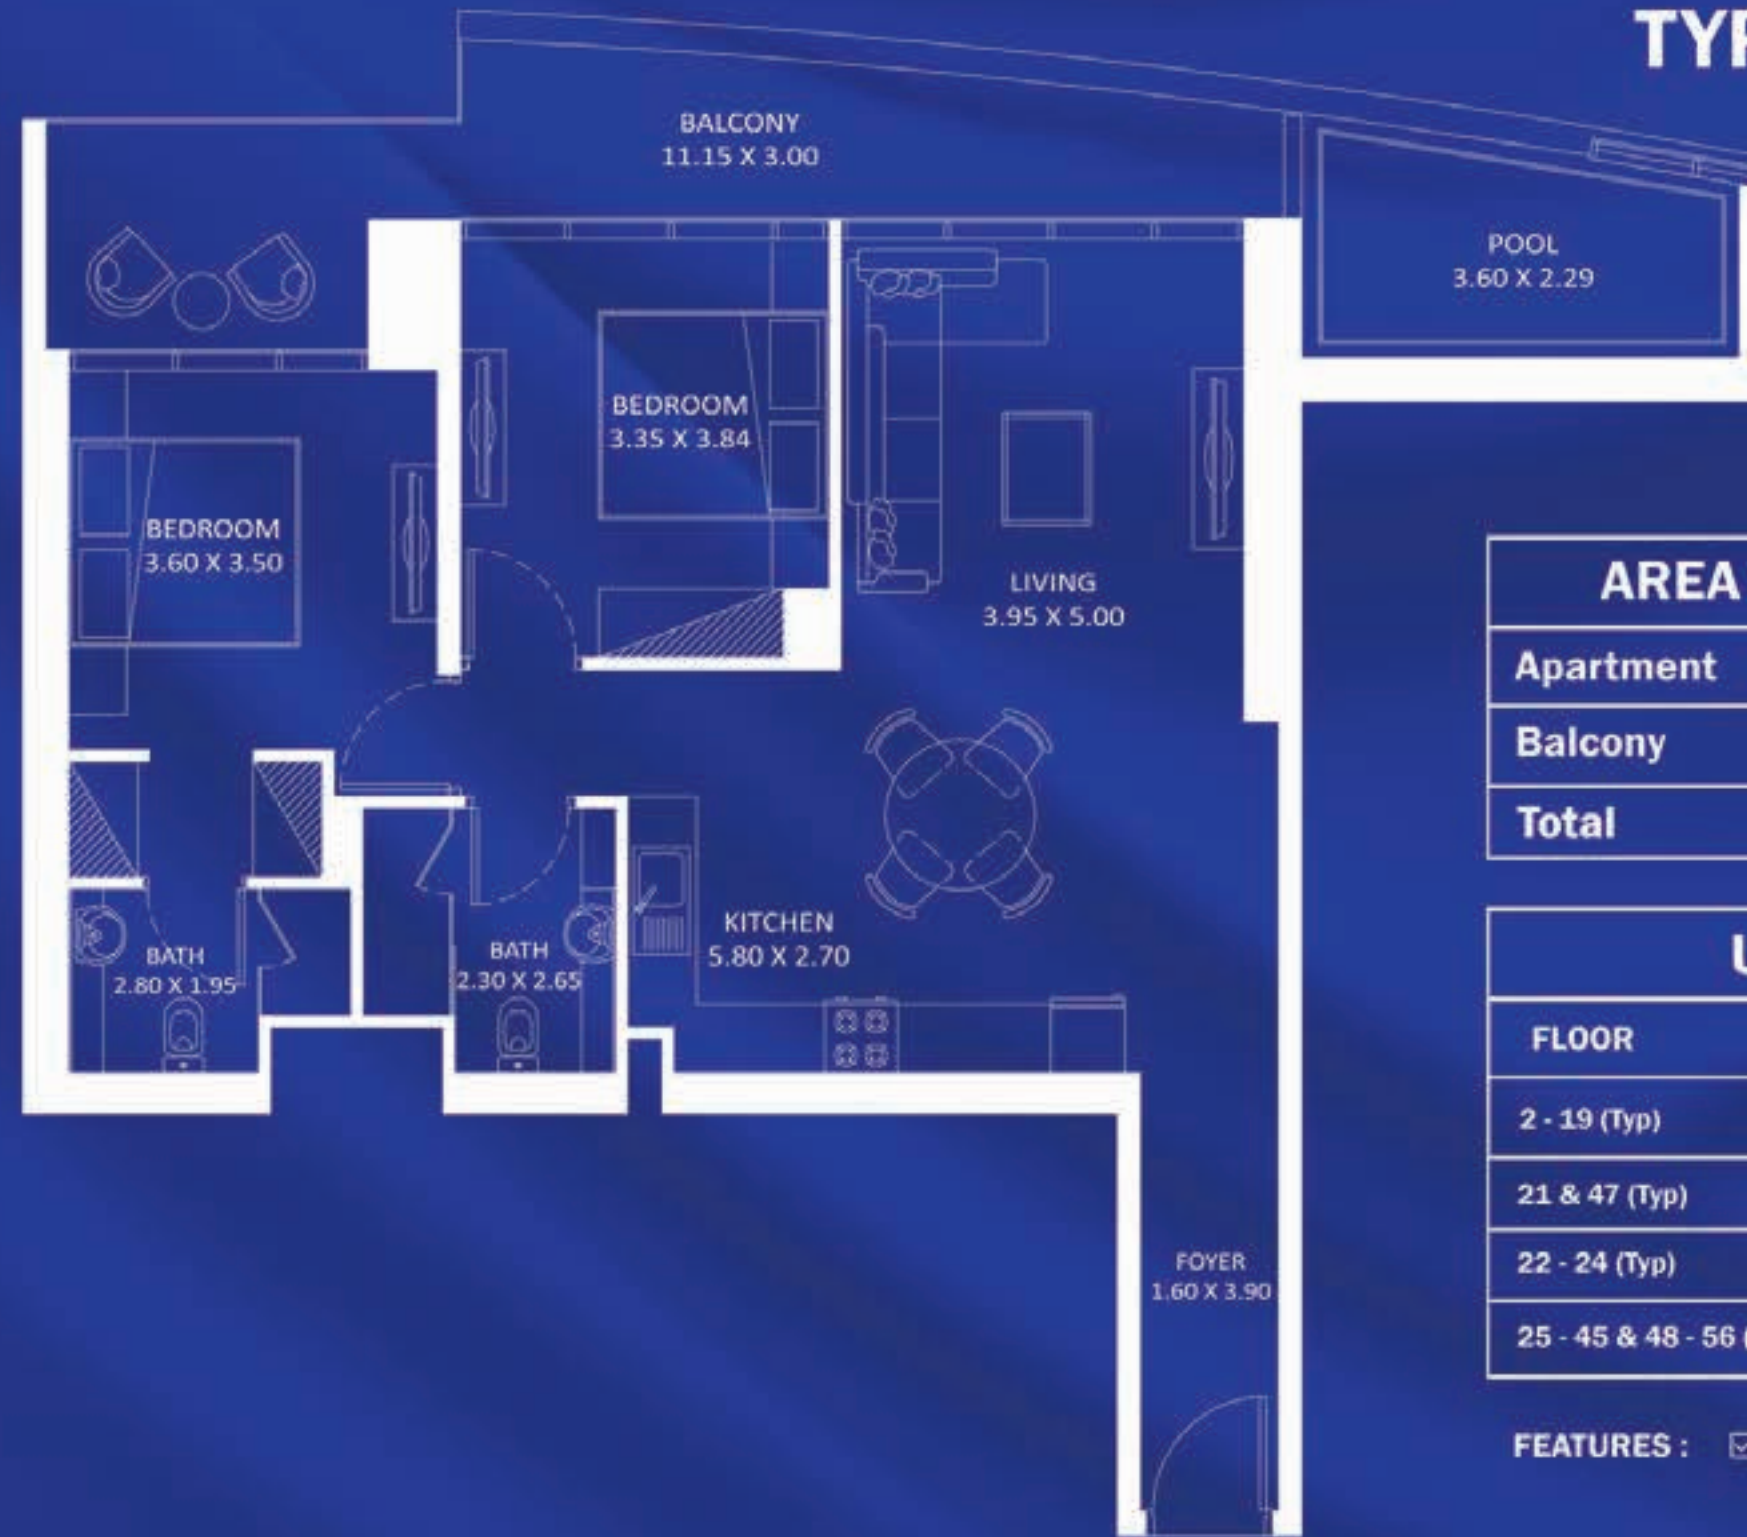 TYP
BALCONY
11.15 X 3.00
POOL
3.60 X 2.29
BEDROOM
3.35 X 3.84
BEDROOM
3.60 X 3.50
LIVING
3.95 X 5.00
KITCHEN
5.80 X 2.70
BATH
2.80 X 1.95
BATH
2.30 X 2.65
FOYER
1.60 X 3.90
AREA
Apartment
Balcony
Total
U
FLOOR
2 - 19 (Typ)
21 & 47 (Typ)
22 - 24 (Typ)
25 - 45 & 48 - 56 (
FEATURES :